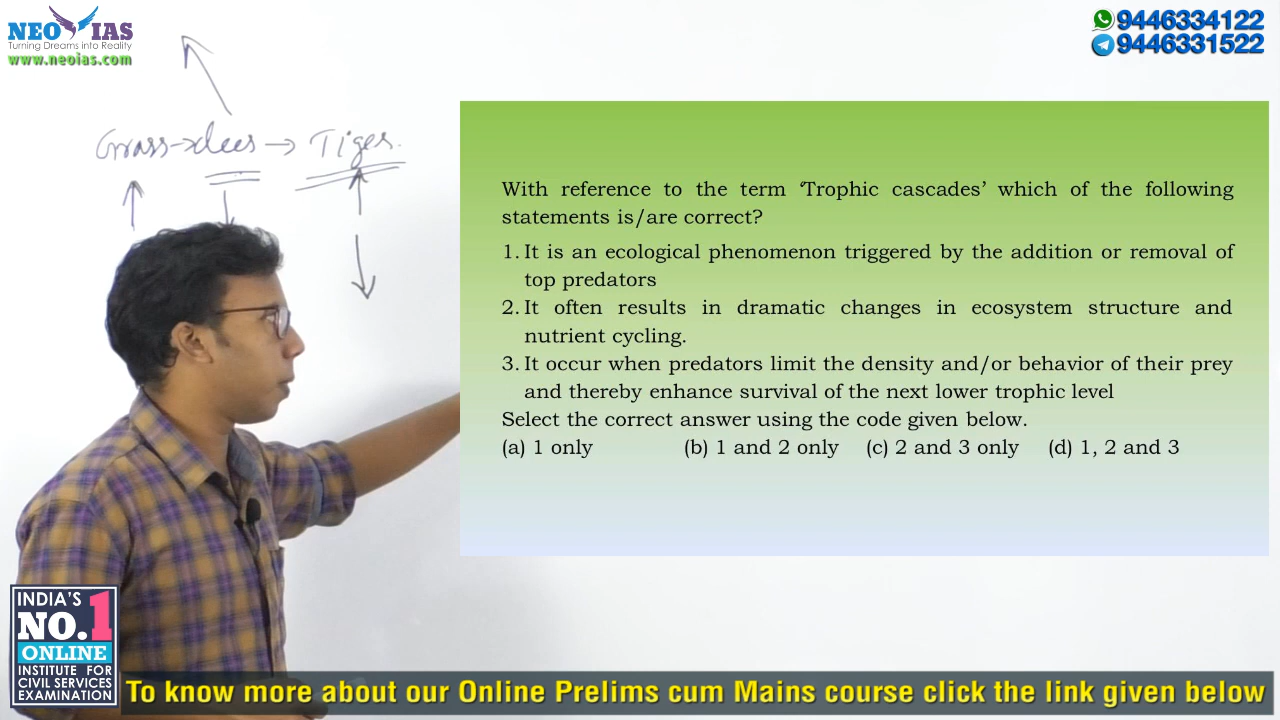 NEO IAS
Turning Dreams into Reality
www.neoias.com
9446334122
9446331522
Grass → deer → Tiger.
With reference to the term ‘Trophic cascades’ which of the following
statements is/are correct?
1. It is an ecological phenomenon triggered by the addition or removal of
top predators
2. It often results in dramatic changes in ecosystem structure and
nutrient cycling.
3. It occur when predators limit the density and/or behavior of their prey
and thereby enhance survival of the next lower trophic level
Select the correct answer using the code given below.
(a) 1 only (b) 1 and 2 only (c) 2 and 3 only (d) 1, 2 and 3
INDIA'S
NO.1
ONLINE
INSTITUTE FOR
CIVIL SERVICES
EXAMINATION
To know more about our Online Prelims cum Mains course click the link given below